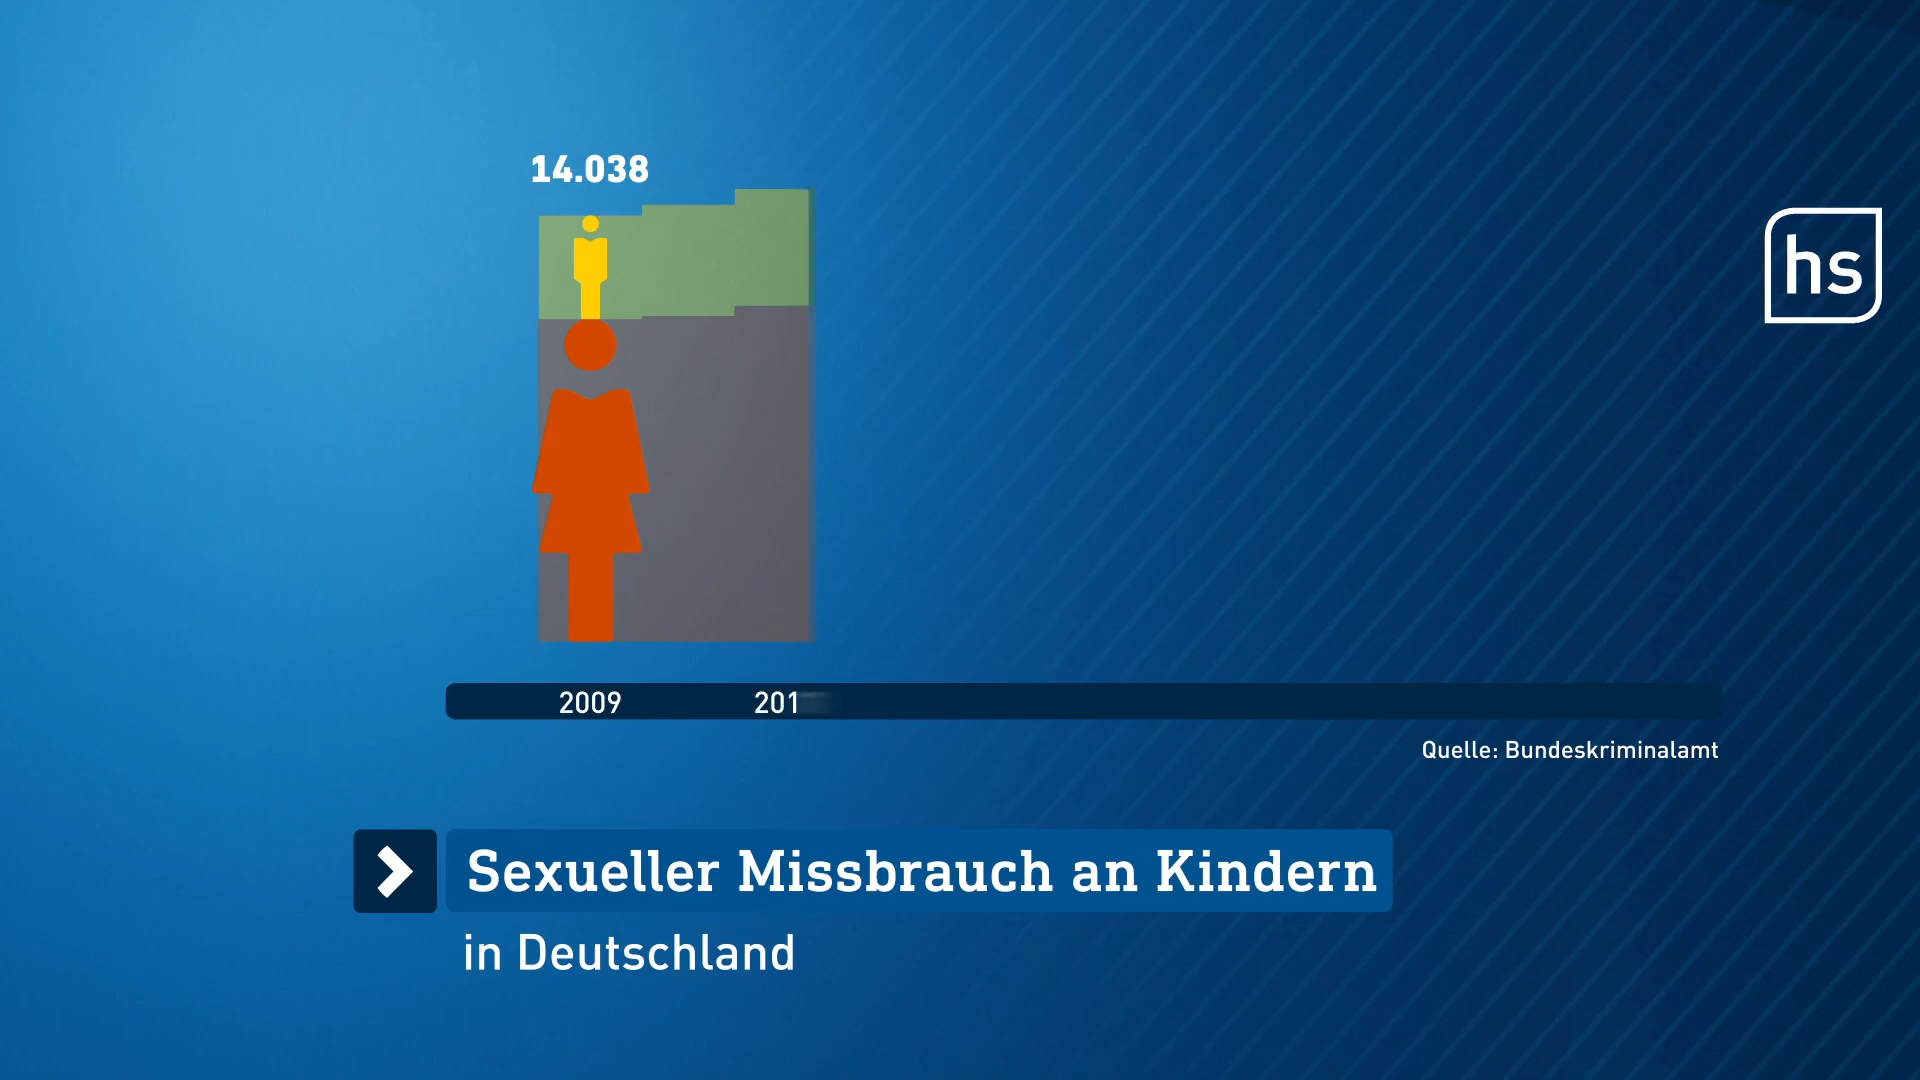 14.038
hs
2009
Quelle: Bundeskriminalamt
Sexueller Missbrauch an Kindern
in Deutschland